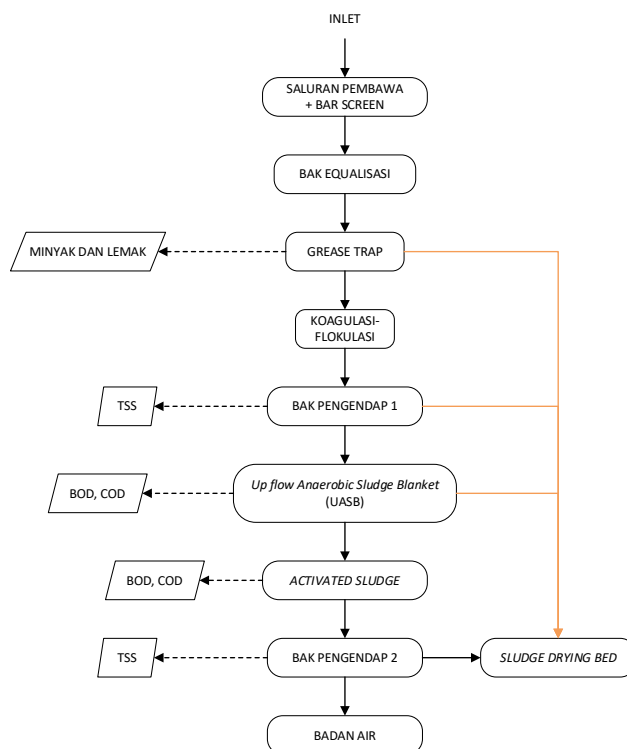 INLET
SALURAN PEMBAWA
+ BAR SCREEN
BAK EQUALISASI
MINYAK DAN LEMAK
GREASE TRAP
KOAGULASI-
FLOKULASI
TSS
BAK PENGENDAP 1
BOD, COD
Up flow Anaerobic Sludge Blanket
(UASB)
BOD, COD
ACTIVATED SLUDGE
TSS
BAK PENGENDAP 2
SLUDGE DRYING BED
BADAN AIR